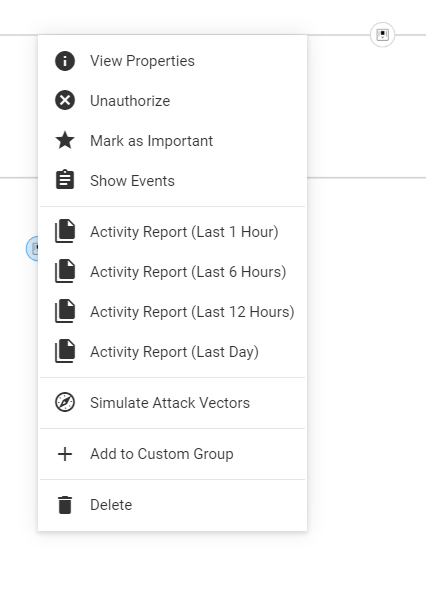 View Properties
Unauthorize
Mark as Important
Show Events
Activity Report (Last 1 Hour)
Activity Report (Last 6 Hours)
Activity Report (Last 12 Hours)
Activity Report (Last Day)
Simulate Attack Vectors
Add to Custom Group
Delete